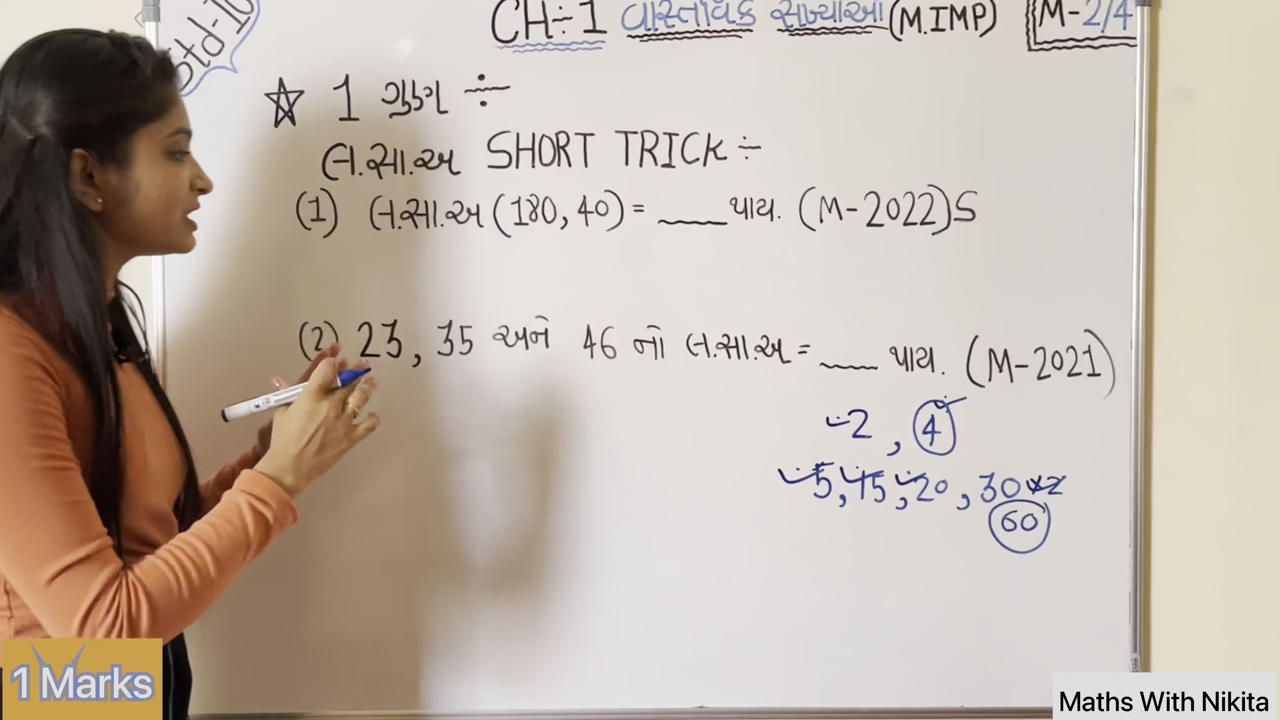 Std-10
CH÷1 વાસ્તવિક સંખ્યાઓ (M.IMP) M-2/4
☆ 1 ગુણ ÷
લ.સા.અ SHORT TRICK ÷
(1) લ.સા.અ (180, 40) = ___ થાય. (M-2022)S
(2) 23, 35 અને 46 નો લ.સા.અ = ___ થાય. (M-2021)
2, 4
5, 15, 20, 30×2
60
1 Marks
Maths With Nikita